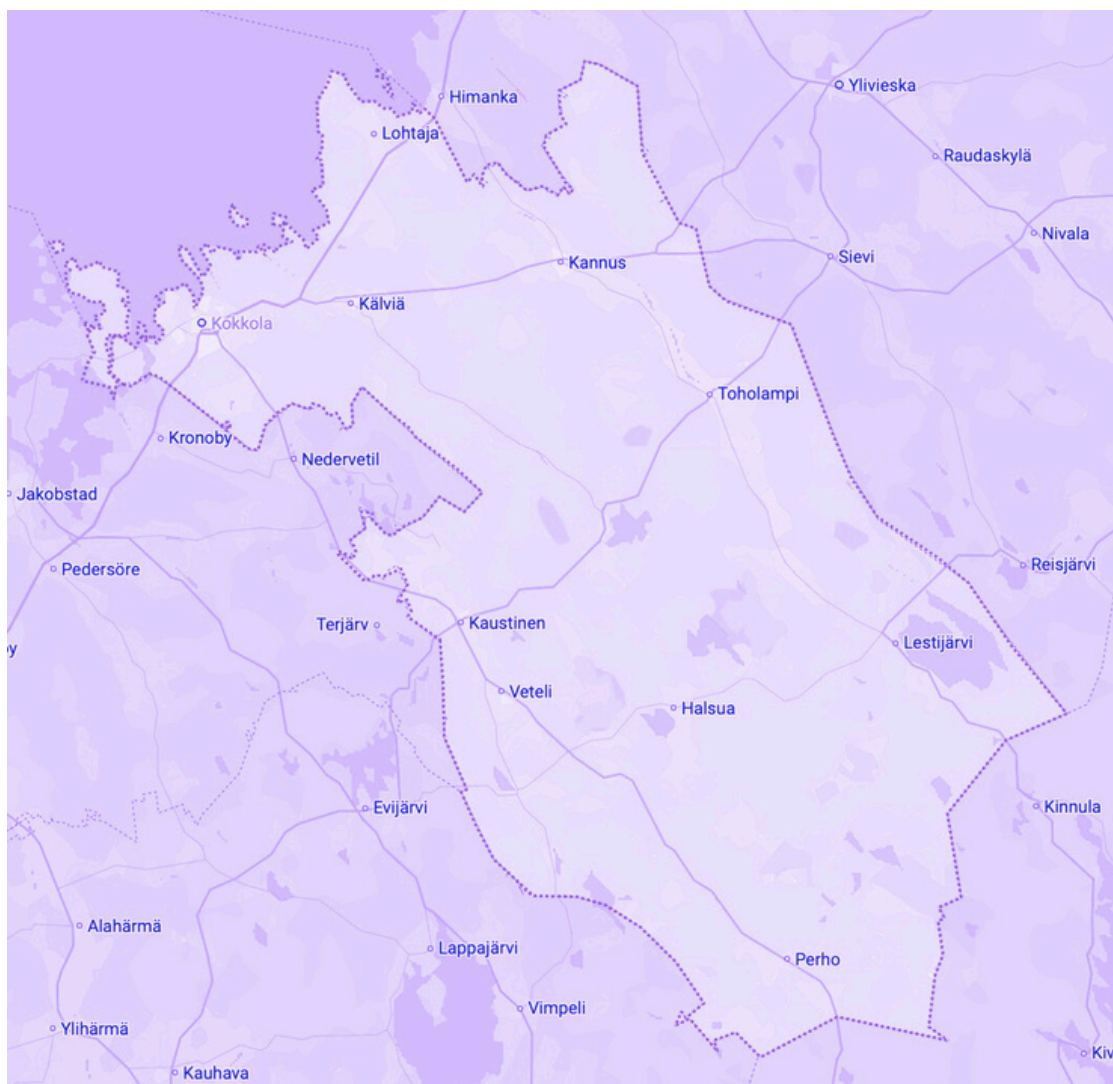 Ylivieska
Himanka
Lohtaja
Raudaskylä
Nivala
Sievi
Kannus
Kälviä
Kokkola
Toholampi
Kronoby
Nedervetil
Jakobstad
Pedersöre
Reisjärvi
Terjärv
Kaustinen
Lestijärvi
Veteli
Halsua
Evijärvi
Kinnula
Alahärmä
Lappajärvi
Perho
Vimpeli
Ylihärmä
Kauhava